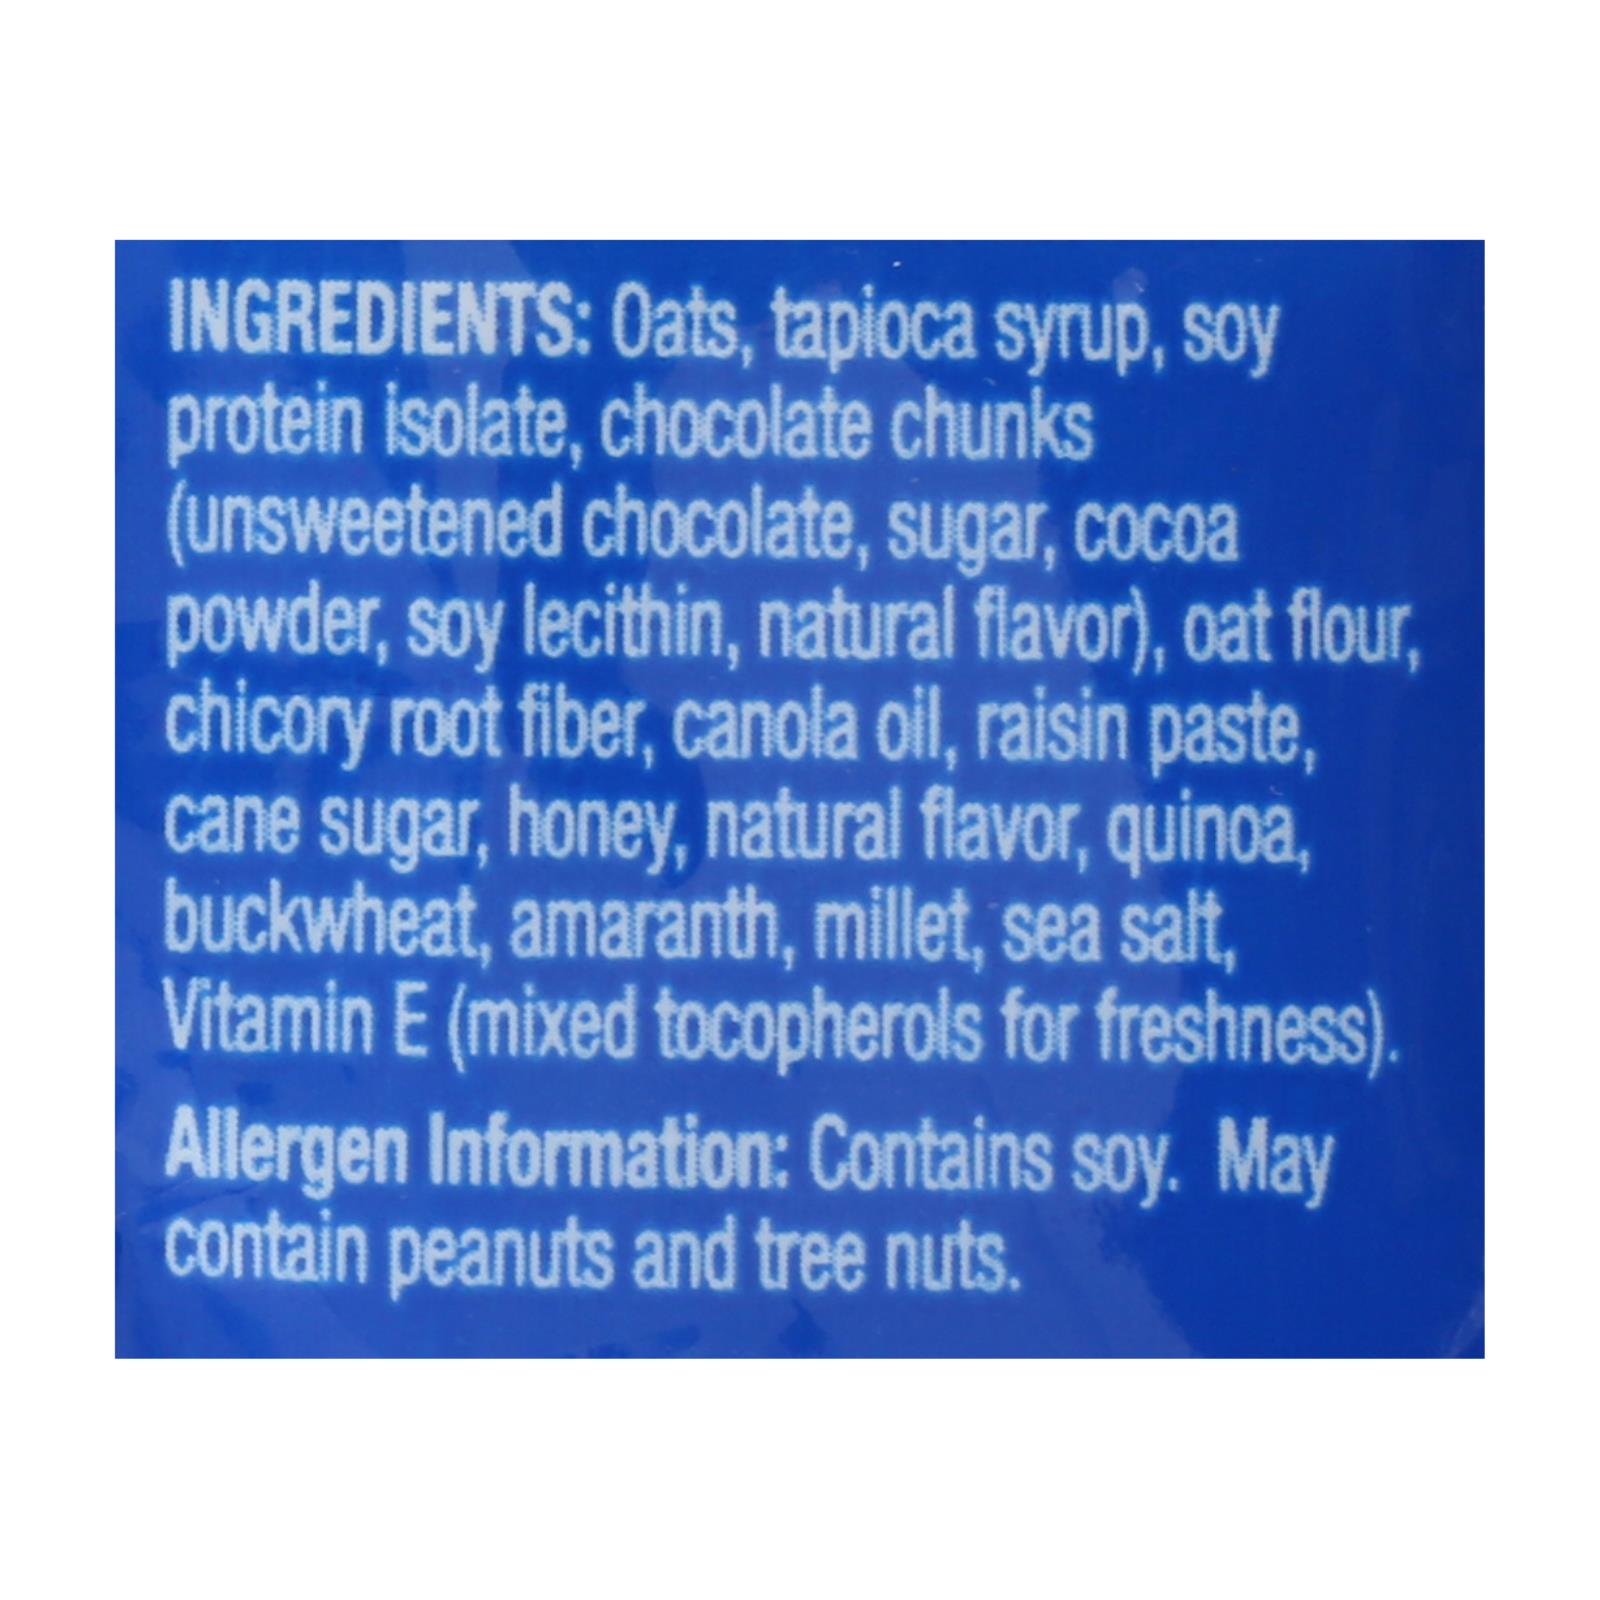 INGREDIENTS: Oats, tapioca syrup, soy
protein isolate, chocolate chunks
(unsweetened chocolate, sugar, cocoa
powder, soy lecithin, natural flavor), oat flour,
chicory root fiber, canola oil, raisin paste,
cane sugar, honey, natural flavor, quinoa,
buckwheat, amaranth, millet, sea salt,
Vitamin E (mixed tocopherols for freshness).
Allergen Information: Contains soy. May
contain peanuts and tree nuts.